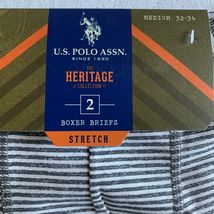 MEDIUM 32-34
U.S. POLO ASSN.
SINCE 1890
THE
HERITAGE
COLLECTION
2
BOXER BRIEFS
STRETCH